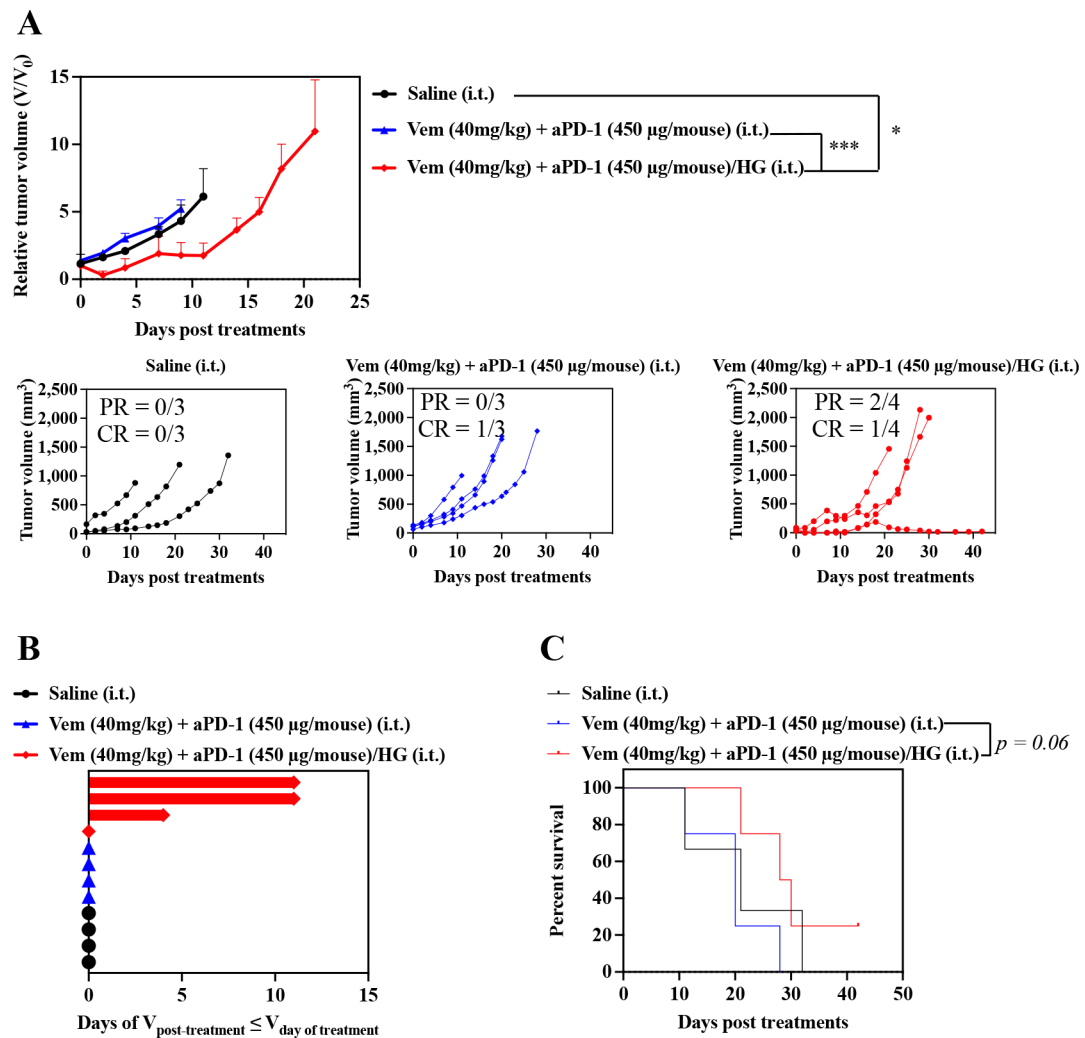 A
Relative tumor volume (V/V0)
15
10
5
0
0 5 10 15 20 25
Days post treatments
Saline (i.t.)
Vem (40mg/kg) + aPD-1 (450 µg/mouse) (i.t.)
Vem (40mg/kg) + aPD-1 (450 µg/mouse)/HG (i.t.)
***
*
Saline (i.t.)
Tumor volume (mm3)
2,500
2,000
1,500
1,000
500
0
PR = 0/3
CR = 0/3
0 10 20 30 40
Days post treatments
Vem (40mg/kg) + aPD-1 (450 µg/mouse) (i.t.)
Tumor volume (mm3)
2,500
2,000
1,500
1,000
500
0
PR = 0/3
CR = 1/3
0 10 20 30 40
Days post treatments
Vem (40mg/kg) + aPD-1 (450 µg/mouse)/HG (i.t.)
Tumor volume (mm3)
2,500
2,000
1,500
1,000
500
0
PR = 2/4
CR = 1/4
0 10 20 30 40
Days post treatments
B
Saline (i.t.)
Vem (40mg/kg) + aPD-1 (450 µg/mouse) (i.t.)
Vem (40mg/kg) + aPD-1 (450 µg/mouse)/HG (i.t.)
0 5 10 15
Days of Vpost-treatment ≤ Vday of treatment
C
Saline (i.t.)
Vem (40mg/kg) + aPD-1 (450 µg/mouse) (i.t.)
Vem (40mg/kg) + aPD-1 (450 µg/mouse)/HG (i.t.)
p = 0.06
Percent survival
100
80
60
40
20
0
0 10 20 30 40 50
Days post treatments